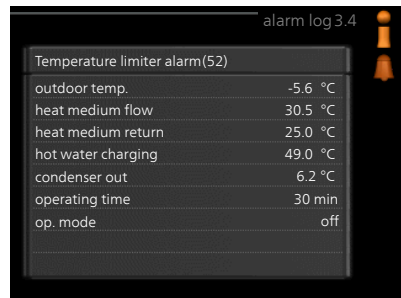 alarm log 3.4
Temperature limiter alarm(52)
outdoor temp. -5.6 °C
heat medium flow 30.5 °C
heat medium return 25.0 °C
hot water charging 49.0 °C
condenser out 6.2 °C
operating time 30 min
op. mode off